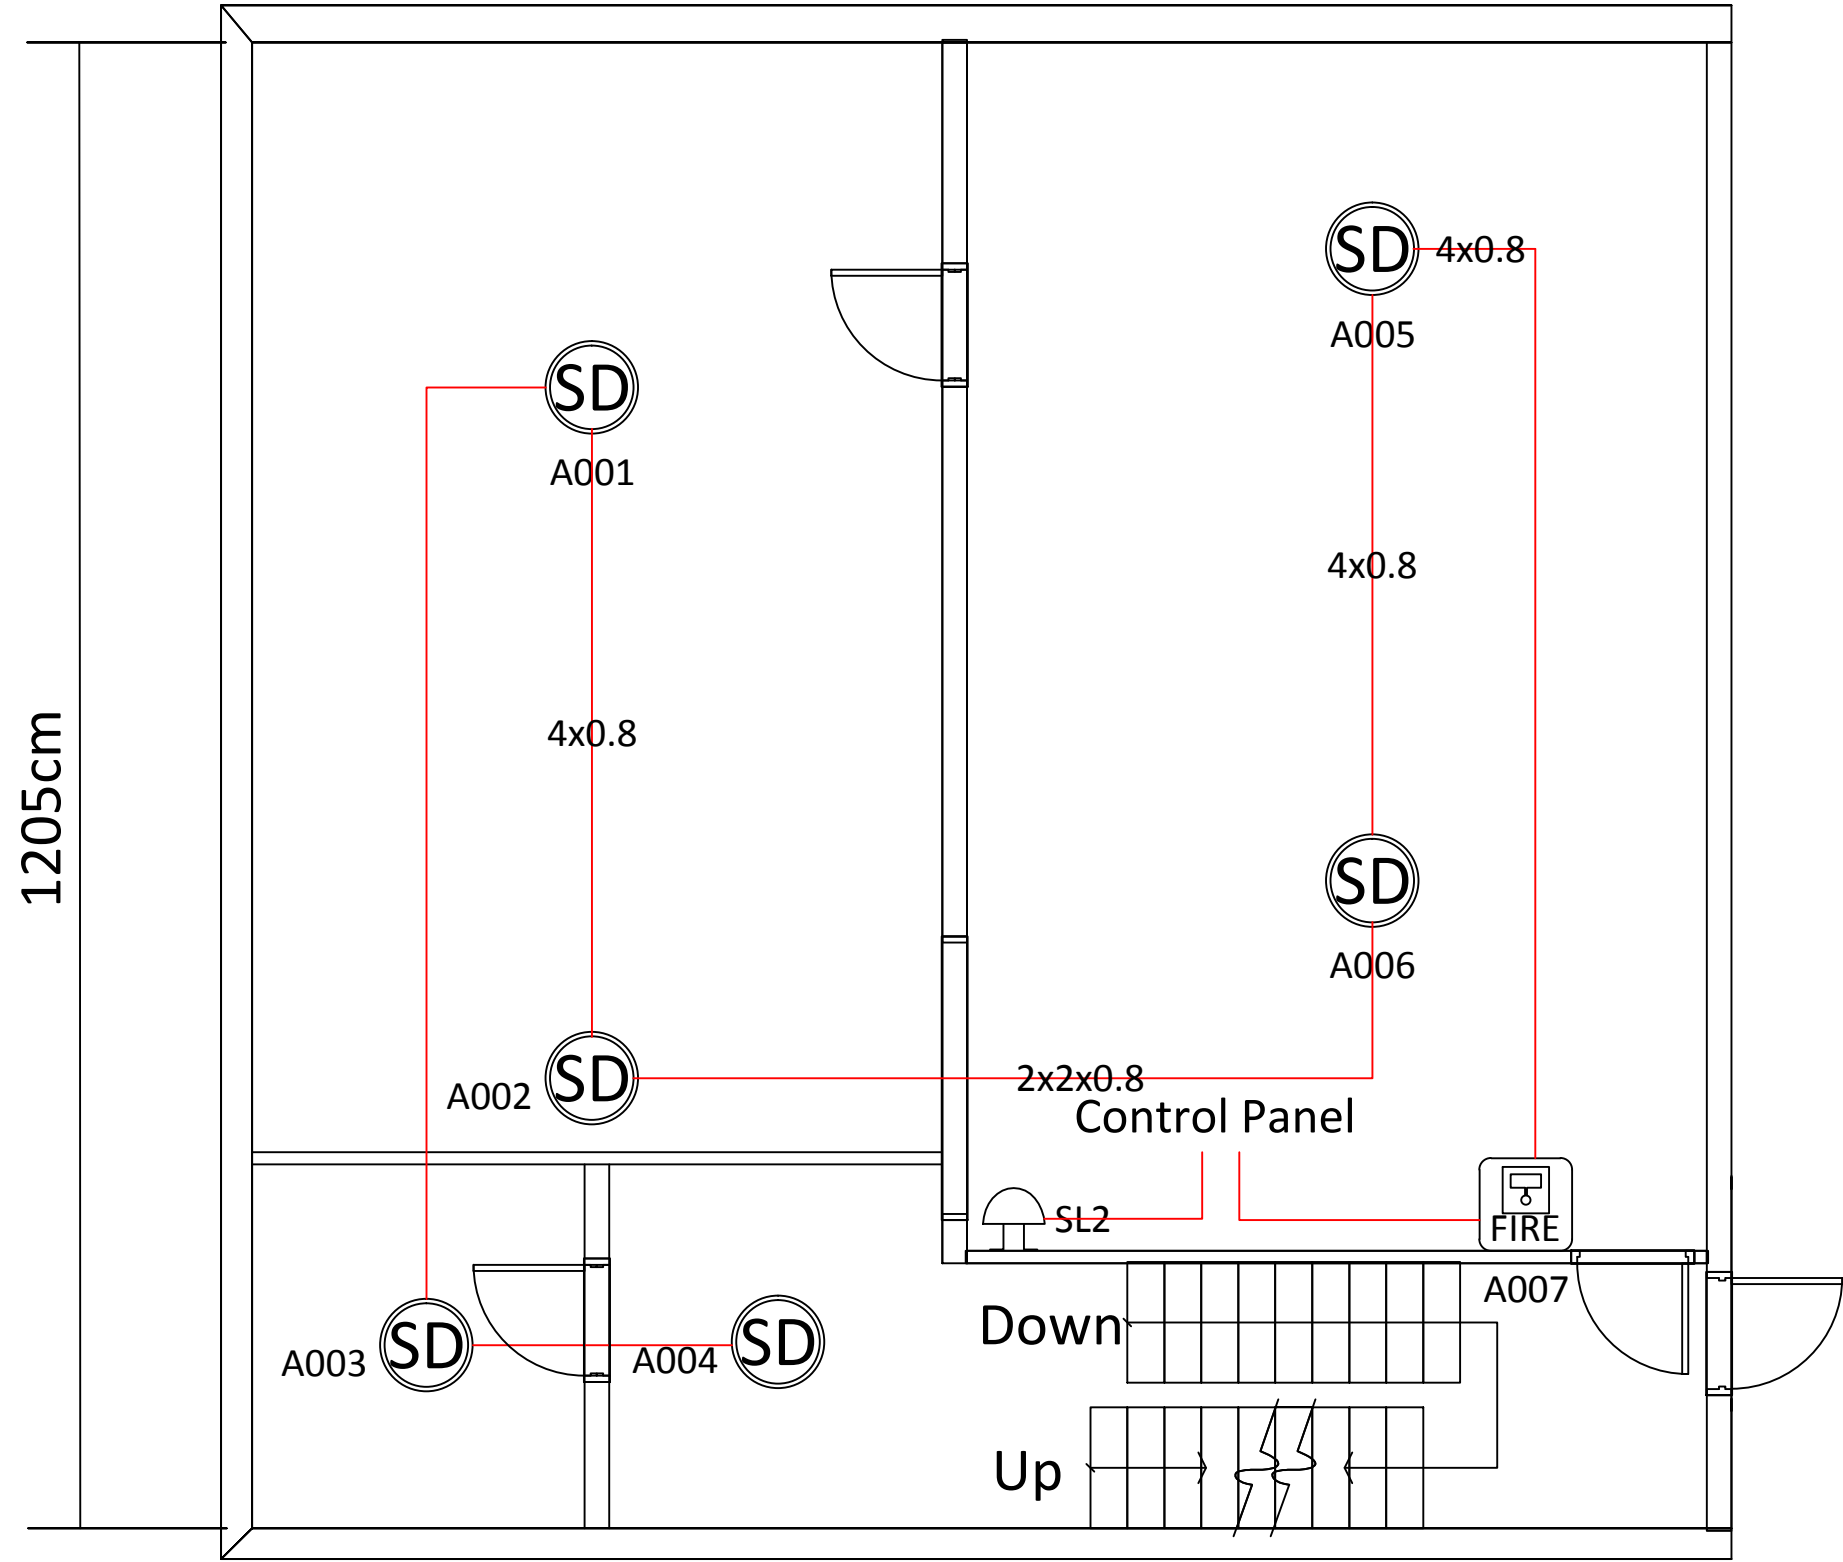 SD
4x0.8
A005
SD
A001
4x0.8
4x0.8
1205cm
SD
A006
SD
A002
2x2x0.8
Control Panel
SL2
FIRE
A007
Down
SD
A003
A004
SD
Up